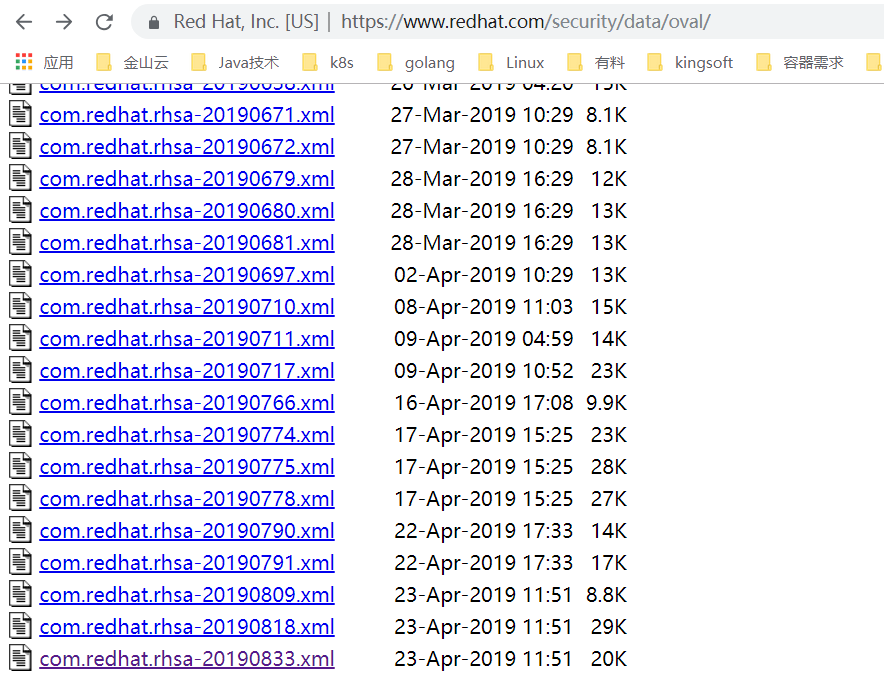 Red Hat, Inc. [US] | https://www.redhat.com/security/data/oval/
应用 金山云 Java技术 k8s golang Linux 有料 kingsoft 容器需求
com.redhat.rhsa-20190671.xml 27-Mar-2019 10:29 8.1K
com.redhat.rhsa-20190672.xml 27-Mar-2019 10:29 8.1K
com.redhat.rhsa-20190679.xml 28-Mar-2019 16:29 12K
com.redhat.rhsa-20190680.xml 28-Mar-2019 16:29 13K
com.redhat.rhsa-20190681.xml 28-Mar-2019 16:29 13K
com.redhat.rhsa-20190697.xml 02-Apr-2019 10:29 13K
com.redhat.rhsa-20190710.xml 08-Apr-2019 11:03 15K
com.redhat.rhsa-20190711.xml 09-Apr-2019 04:59 14K
com.redhat.rhsa-20190717.xml 09-Apr-2019 10:52 23K
com.redhat.rhsa-20190766.xml 16-Apr-2019 17:08 9.9K
com.redhat.rhsa-20190774.xml 17-Apr-2019 15:25 23K
com.redhat.rhsa-20190775.xml 17-Apr-2019 15:25 28K
com.redhat.rhsa-20190778.xml 17-Apr-2019 15:25 27K
com.redhat.rhsa-20190790.xml 22-Apr-2019 17:33 14K
com.redhat.rhsa-20190791.xml 22-Apr-2019 17:33 17K
com.redhat.rhsa-20190809.xml 23-Apr-2019 11:51 8.8K
com.redhat.rhsa-20190818.xml 23-Apr-2019 11:51 29K
com.redhat.rhsa-20190833.xml 23-Apr-2019 11:51 20K